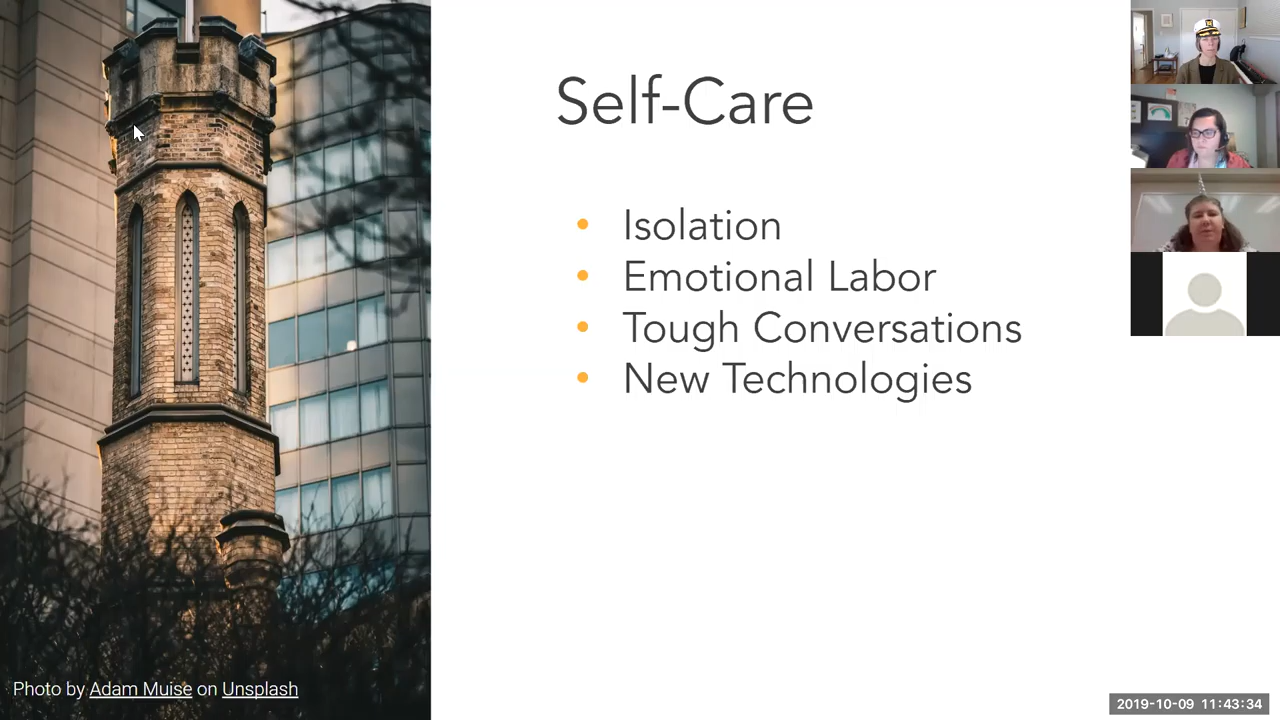 Self-Care
• Isolation
• Emotional Labor
• Tough Conversations
• New Technologies
Photo by Adam Muise on Unsplash
2019-10-09 11:43:34